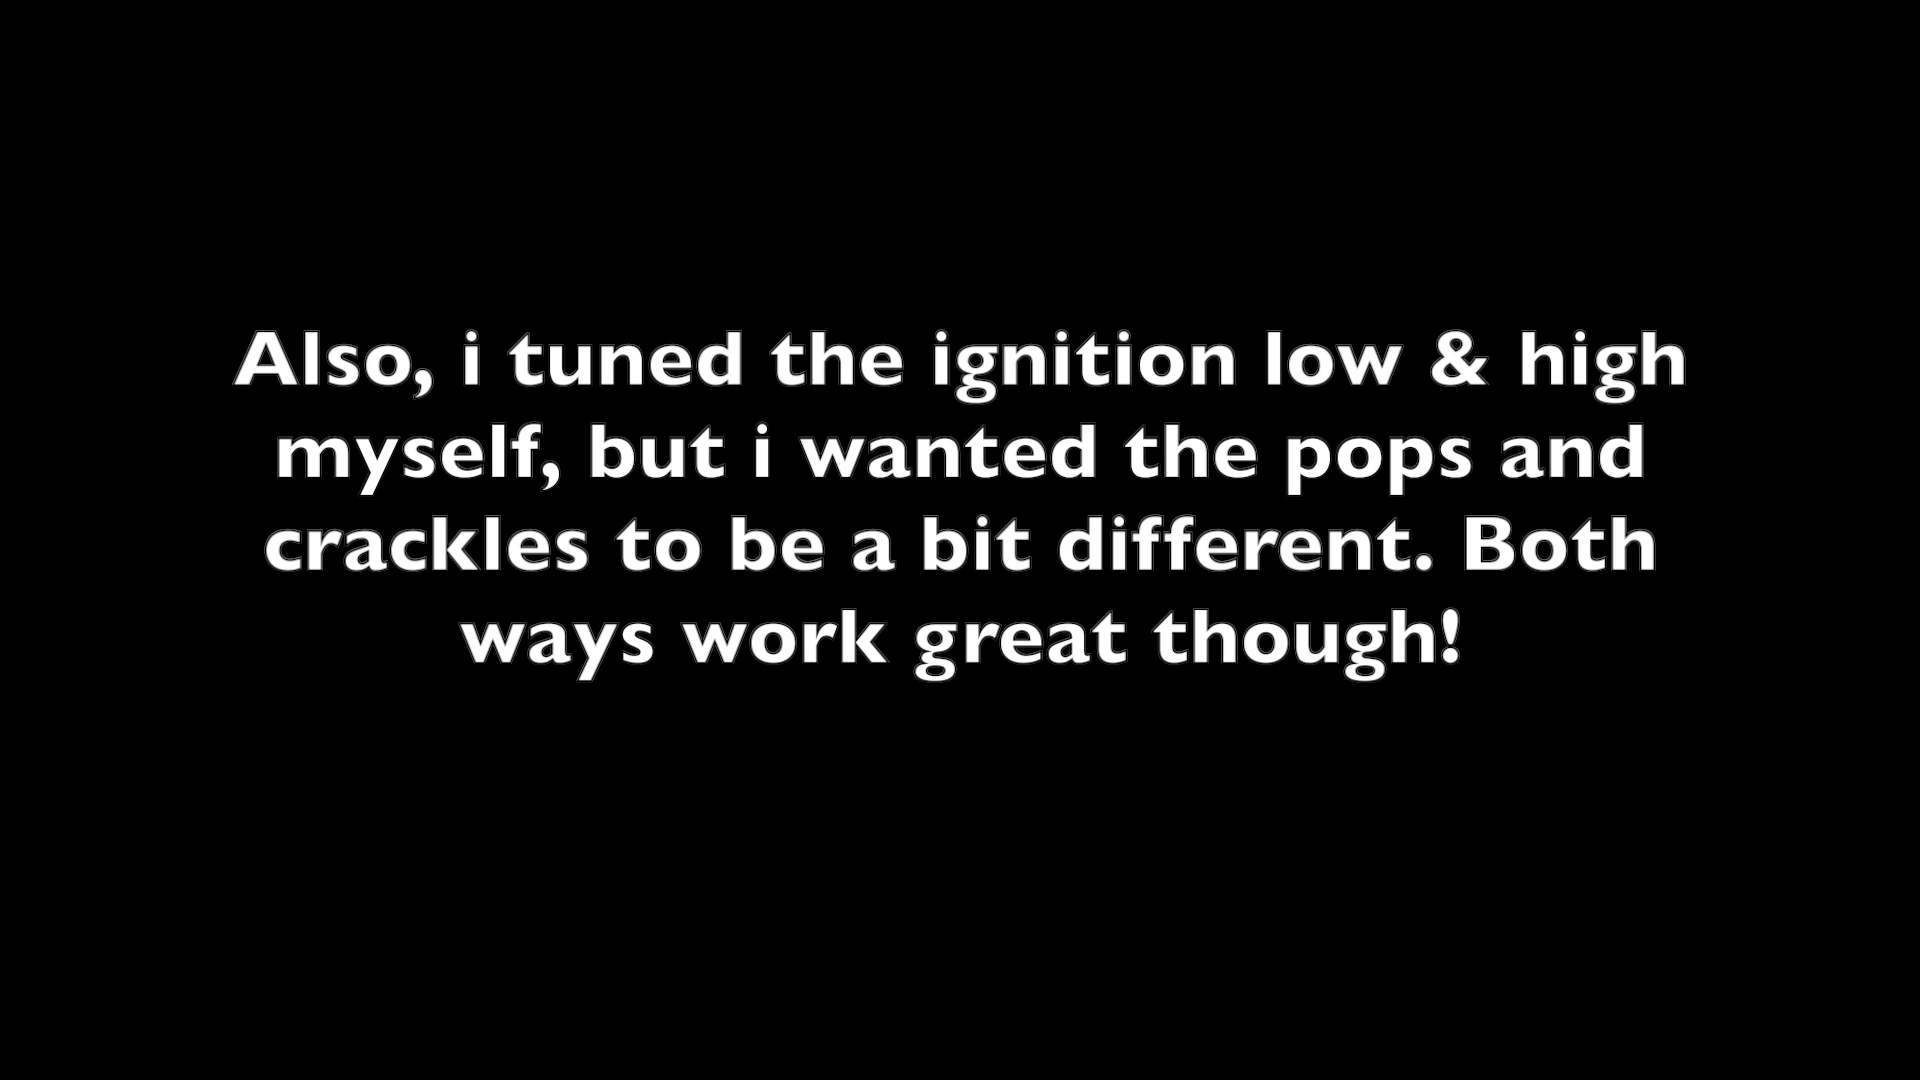 Also, i tuned the ignition low & high
myself, but i wanted the pops and
crackles to be a bit different. Both
ways work great though!